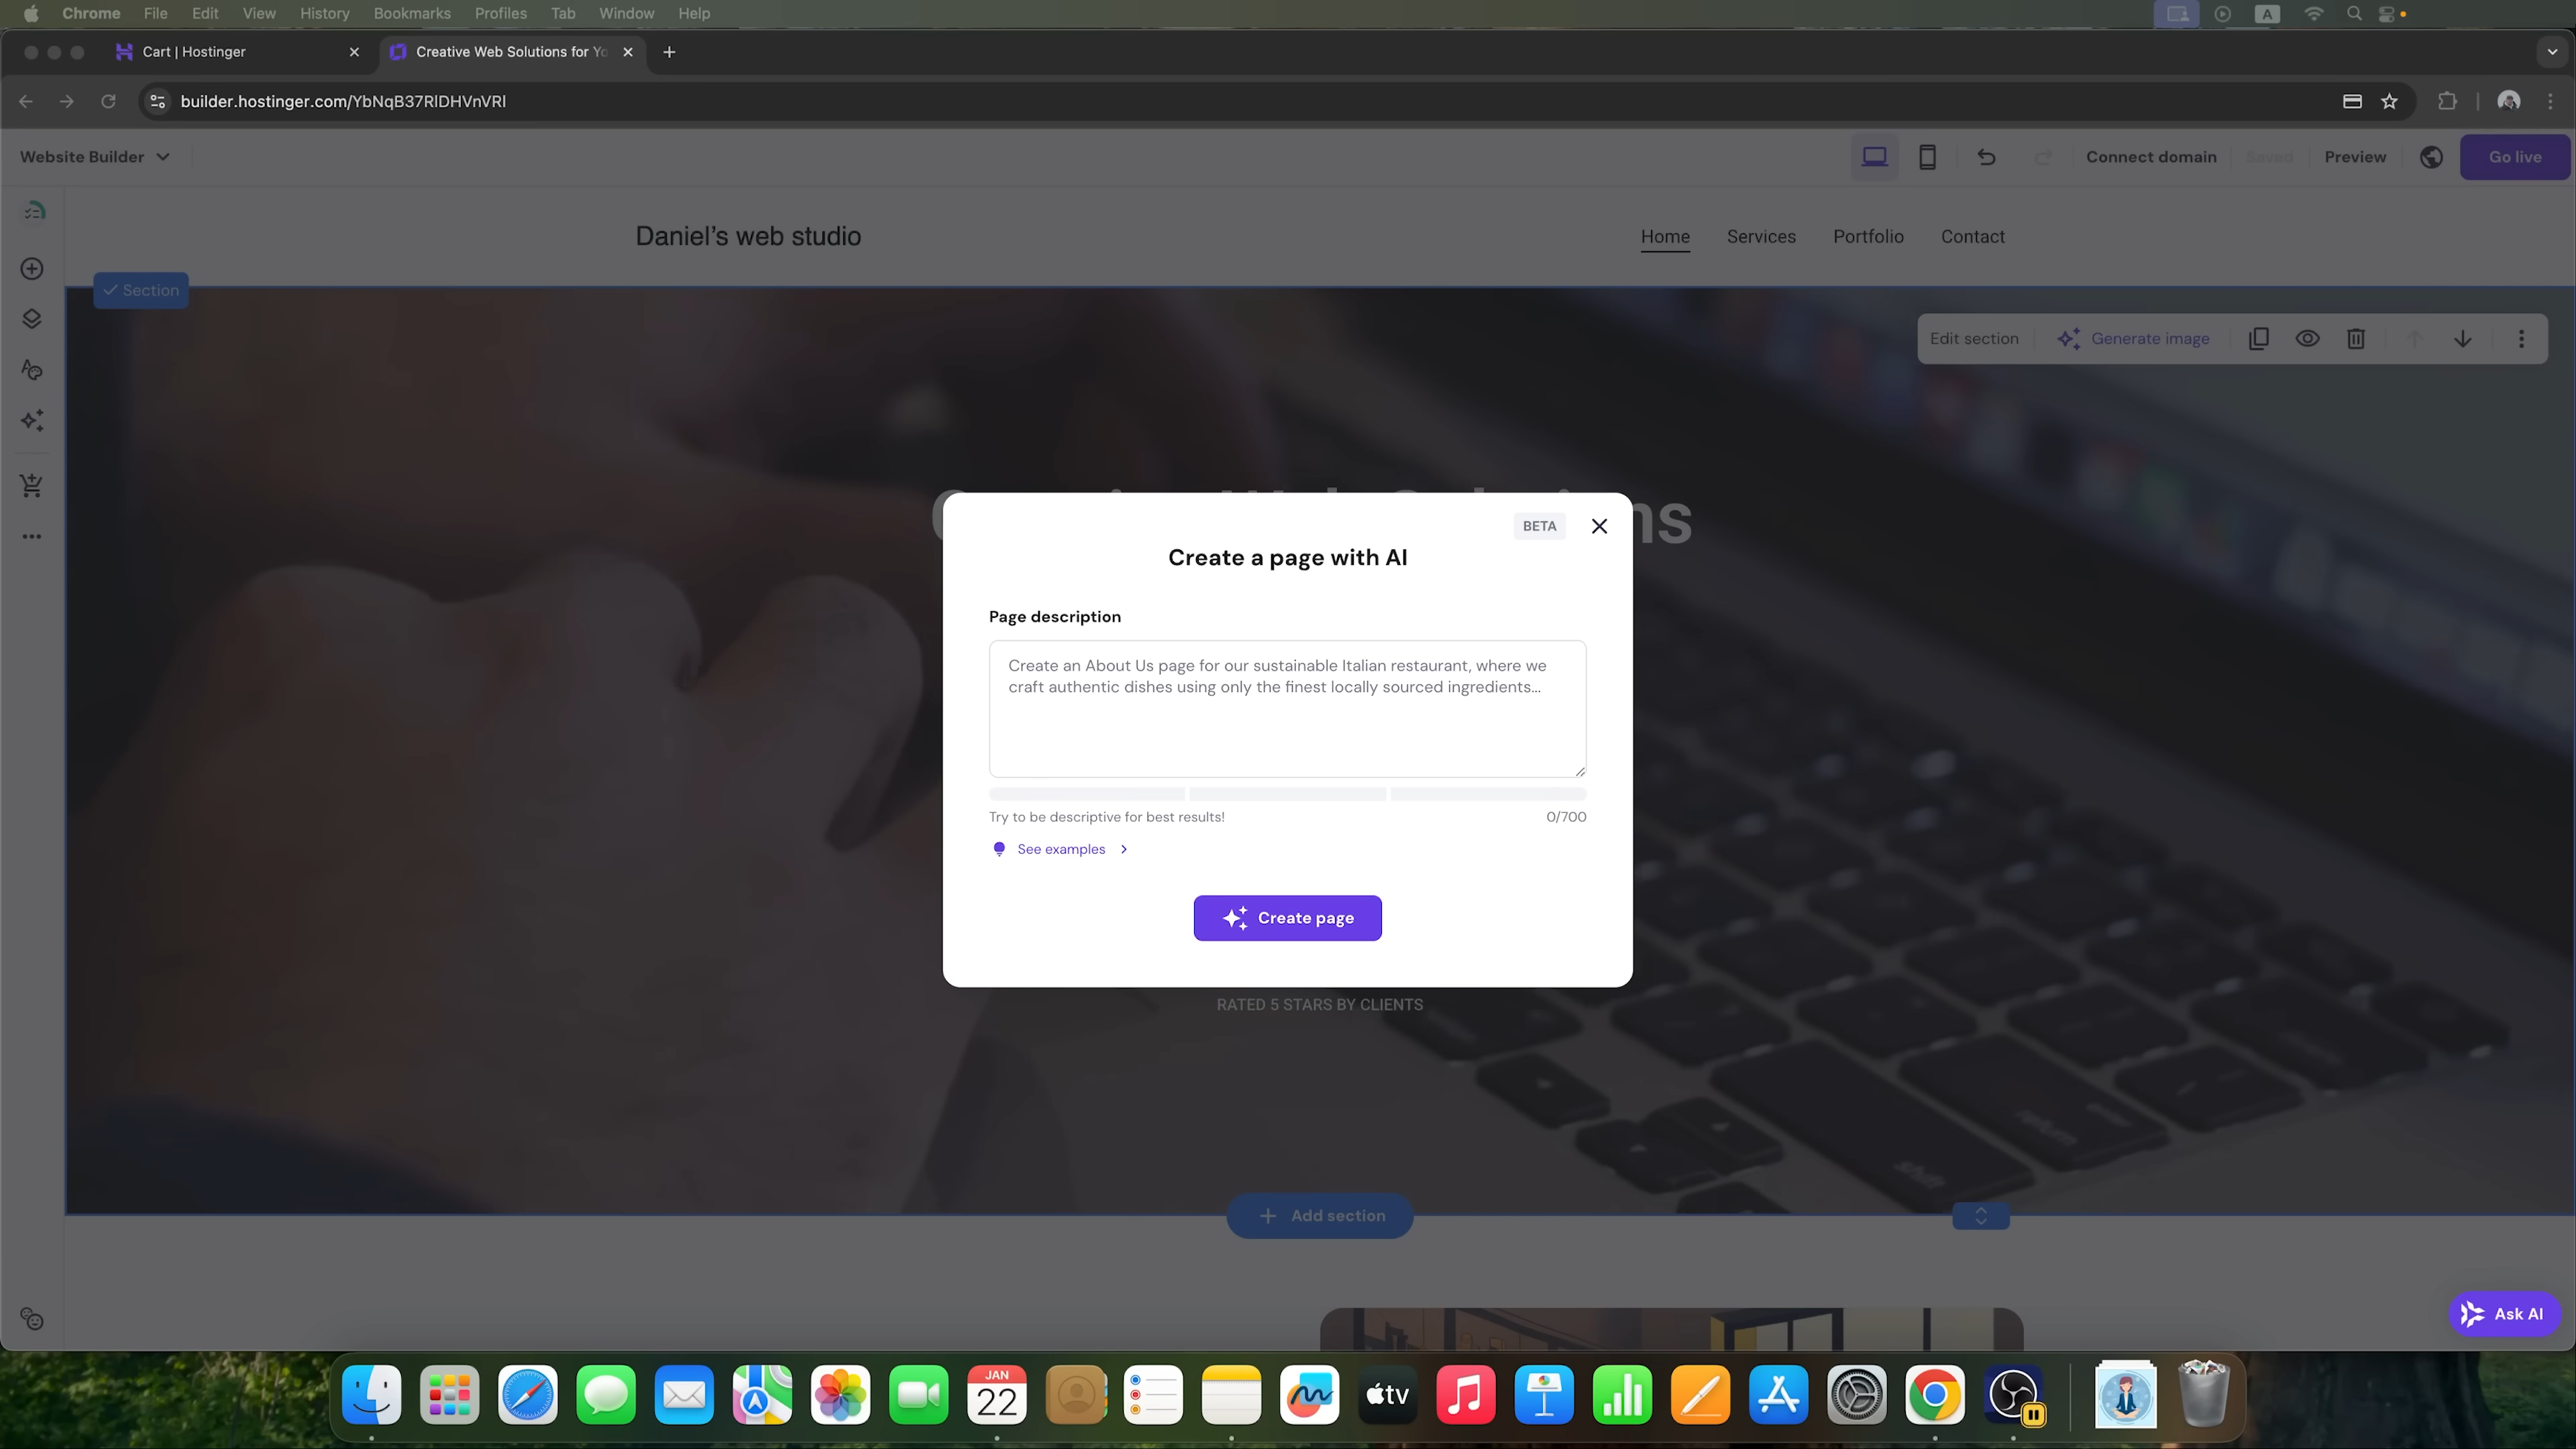 Chrome File Edit View History Bookmarks Profiles Tab Window Help
A
Cart | Hostinger
Creative Web Solutions for Yo
builder.hostinger.com/YbNqB37RlDHVnVRl
Website Builder
Connect domain
Saved
Preview
Go live
Daniel's web studio
Home
Services
Portfolio
Contact
Section
Edit section
Generate image
BETA
Create a page with AI
Page description
Create an About Us page for our sustainable Italian restaurant, where we
craft authentic dishes using only the finest locally sourced ingredients...
Try to be descriptive for best results!
0/700
See examples
Create page
RATED 5 STARS BY CLIENTS
return
shift
Add section
Ask AI
JAN
22
tv